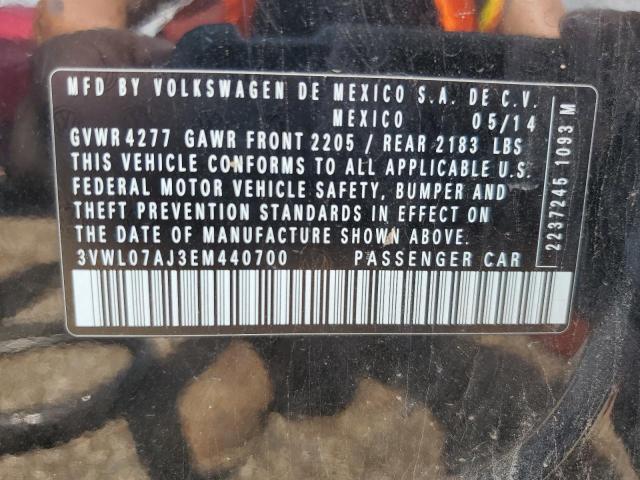 MFD BY VOLKSWAGEN DE MEXICO S.A. DE C.V.
MEXICO 05/14
GVWR 4277 GAWR FRONT 2205 / REAR 2183 LBS
THIS VEHICLE CONFORMS TO ALL APPLICABLE U.S.
FEDERAL MOTOR VEHICLE SAFETY, BUMPER AND
THEFT PREVENTION STANDARDS IN EFFECT ON
THE DATE OF MANUFACTURE SHOWN ABOVE.
3VWL07AJ3EM440700 PASSENGER CAR
2237245 1093 M